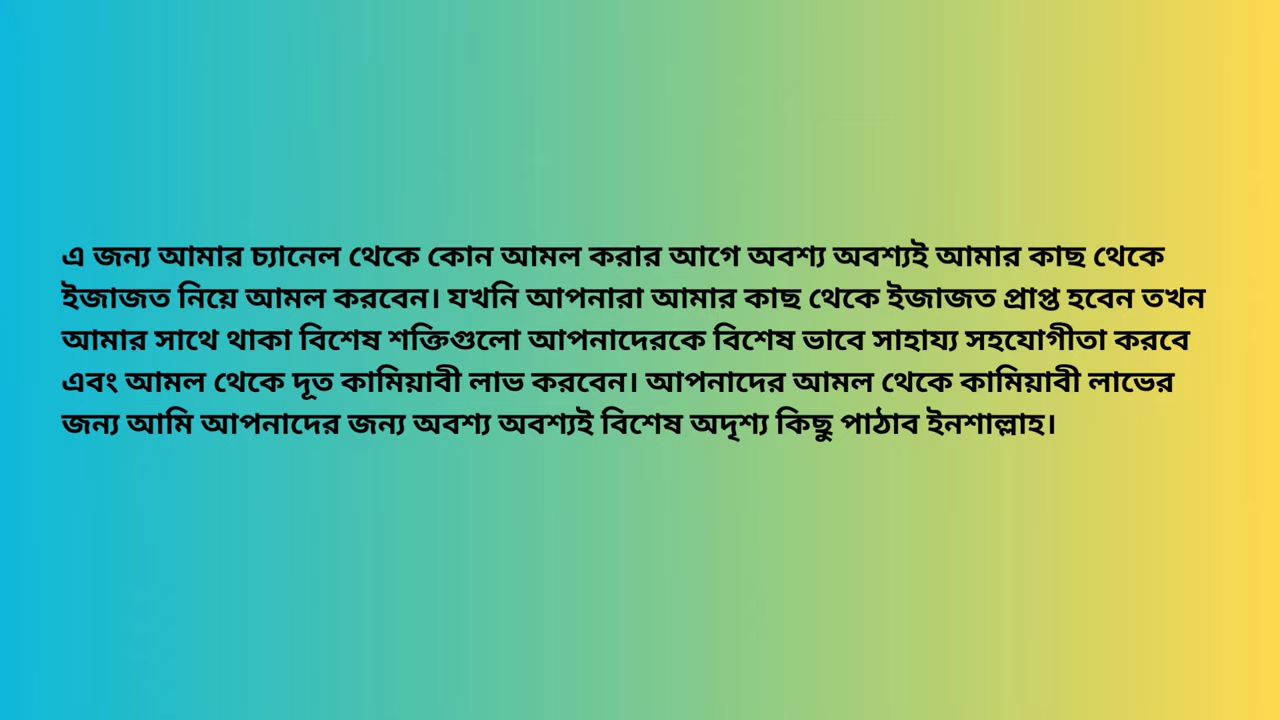 এ জন্য আমার চ্যানেল থেকে কোন আমল করার আগে অবশ্য অবশ্যই আমার কাছ থেকে
ইজাজত নিয়ে আমল করবেন। যখনি আপনারা আমার কাছ থেকে ইজাজত প্রাপ্ত হবেন তখন
আমার সাথে থাকা বিশেষ শক্তিগুলো আপনাদেরকে বিশেষ ভাবে সাহায্য সহযোগীতা করবে
এবং আমল থেকে দূত কামিয়াবী লাভ করবেন। আপনাদের আমল থেকে কামিয়াবী লাভের
জন্য আমি আপনাদের জন্য অবশ্য অবশ্যই বিশেষ অদৃশ্য কিছু পাঠাব ইনশাল্লাহ।